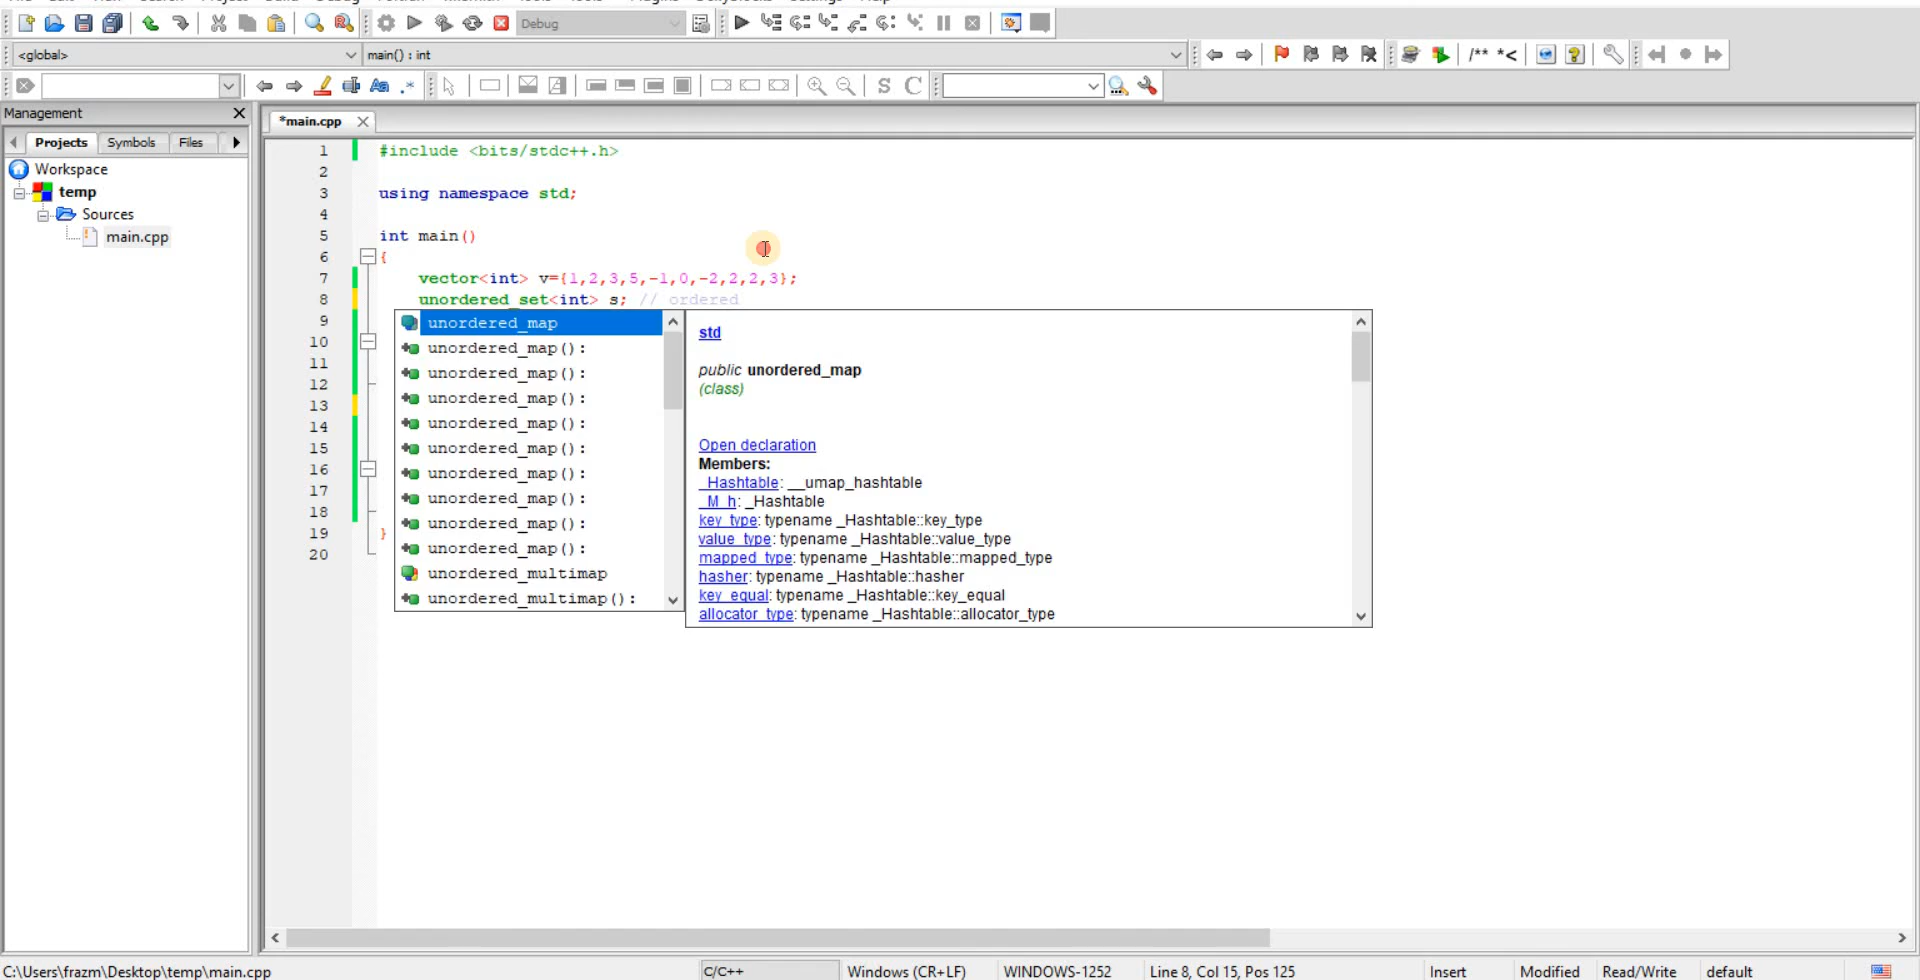 Debug
<global>
main() : int
/** *<
Aa .*
S C
Management
Projects Symbols Files
Workspace
temp
Sources
main.cpp
*main.cpp
1 #include <bits/stdc++.h>
2
3 using namespace std;
4
5 int main()
6 {
7 vector<int> v={1,2,3,5,-1,0,-2,2,2,3};
8 unordered_set<int> s; // ordered
9
10
11
12
13
14
15
16
17
18
19 }
20
unordered_map
unordered_map():
unordered_map():
unordered_map():
unordered_map():
unordered_map():
unordered_map():
unordered_map():
unordered_map():
unordered_map():
unordered_multimap
unordered_multimap():
std
public unordered_map
(class)
Open declaration
Members:
_Hashtable: __umap_hashtable
_M_h: _Hashtable
key_type: typename _Hashtable::key_type
value_type: typename _Hashtable::value_type
mapped_type: typename _Hashtable::mapped_type
hasher: typename _Hashtable::hasher
key_equal: typename _Hashtable::key_equal
allocator_type: typename _Hashtable::allocator_type
C:\Users\frazm\Desktop\temp\main.cpp
C/C++
Windows (CR+LF)
WINDOWS-1252
Line 8, Col 15, Pos 125
Insert
Modified
Read/Write
default